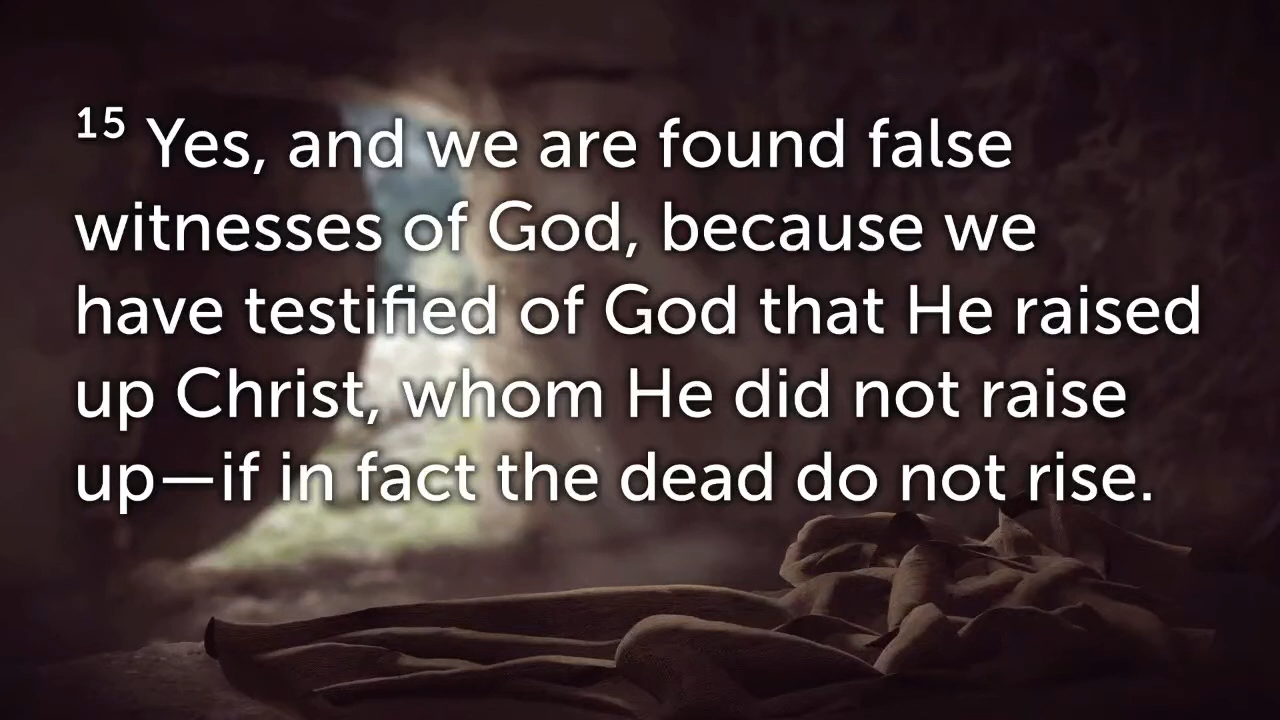 15 Yes, and we are found false
witnesses of God, because we
have testified of God that He raised
up Christ, whom He did not raise
up—if in fact the dead do not rise.